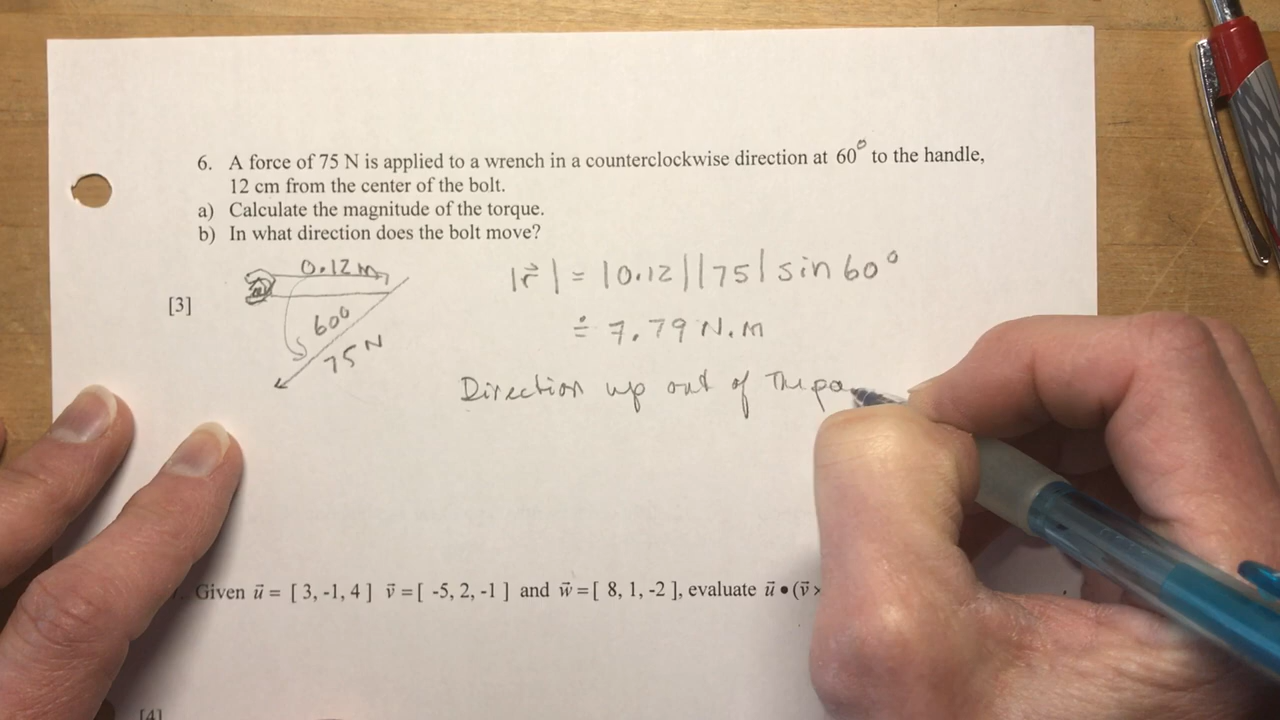 6. A force of 75 N is applied to a wrench in a counterclockwise direction at 60° to the handle,
12 cm from the center of the bolt.
a) Calculate the magnitude of the torque.
b) In what direction does the bolt move?
[3]
0.12 m
60°
75 N
|r⃗| = |0.12||75| sin 60°
≐ 7.79 N.m
Direction up out of The pa
Given u⃗ = [ 3, -1, 4 ] v⃗ = [ -5, 2, -1 ] and w⃗ = [ 8, 1, -2 ], evaluate u⃗ • (v⃗ ×
[4]